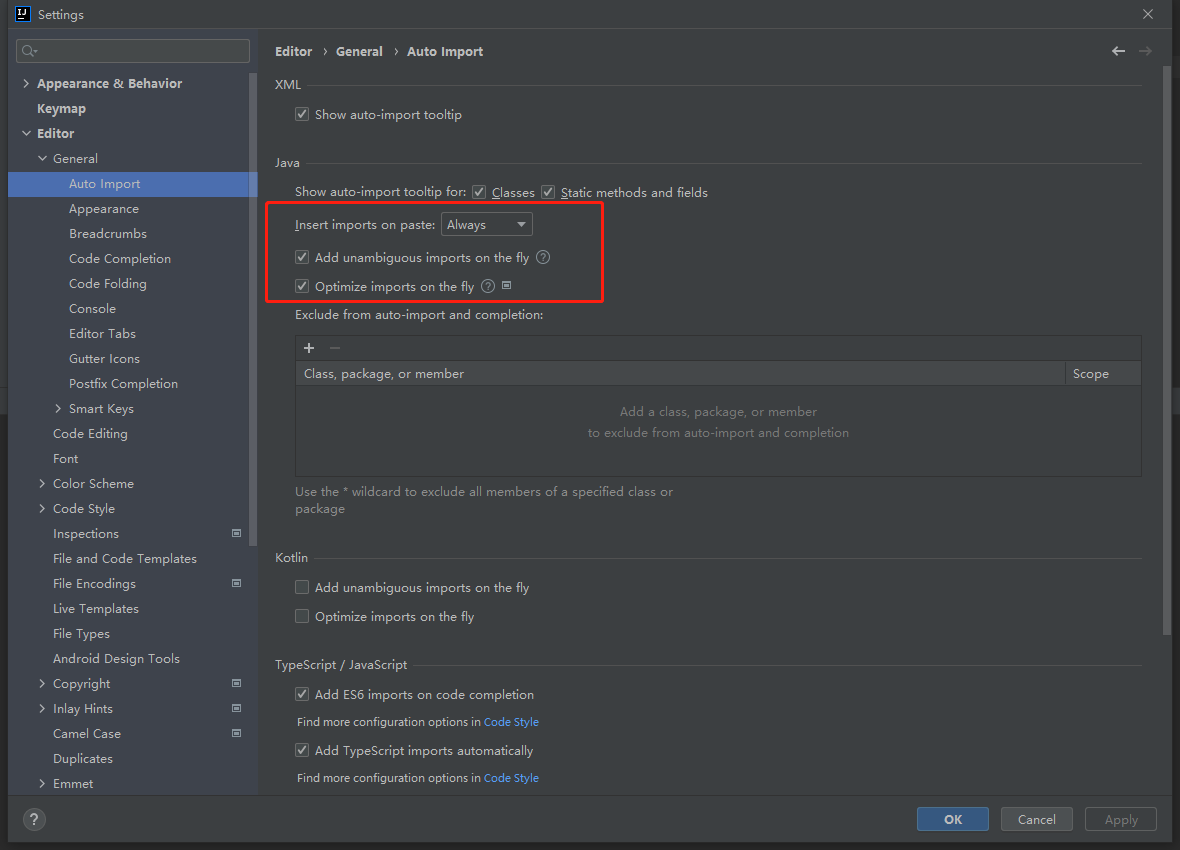 IJ
Settings
Appearance & Behavior
Keymap
Editor
General
Auto Import
Appearance
Breadcrumbs
Code Completion
Code Folding
Console
Editor Tabs
Gutter Icons
Postfix Completion
Smart Keys
Code Editing
Font
Color Scheme
Code Style
Inspections
File and Code Templates
File Encodings
Live Templates
File Types
Android Design Tools
Copyright
Inlay Hints
Camel Case
Duplicates
Emmet
Editor › General › Auto Import
XML
Show auto-import tooltip
Java
Show auto-import tooltip for: Classes Static methods and fields
Insert imports on paste: Always
Add unambiguous imports on the fly ?
Optimize imports on the fly ?
Exclude from auto-import and completion:
+ −
Class, package, or member Scope
Add a class, package, or member
to exclude from auto-import and completion
Use the * wildcard to exclude all members of a specified class or
package
Kotlin
Add unambiguous imports on the fly
Optimize imports on the fly
TypeScript / JavaScript
Add ES6 imports on code completion
Find more configuration options in Code Style
Add TypeScript imports automatically
Find more configuration options in Code Style
? OK Cancel Apply